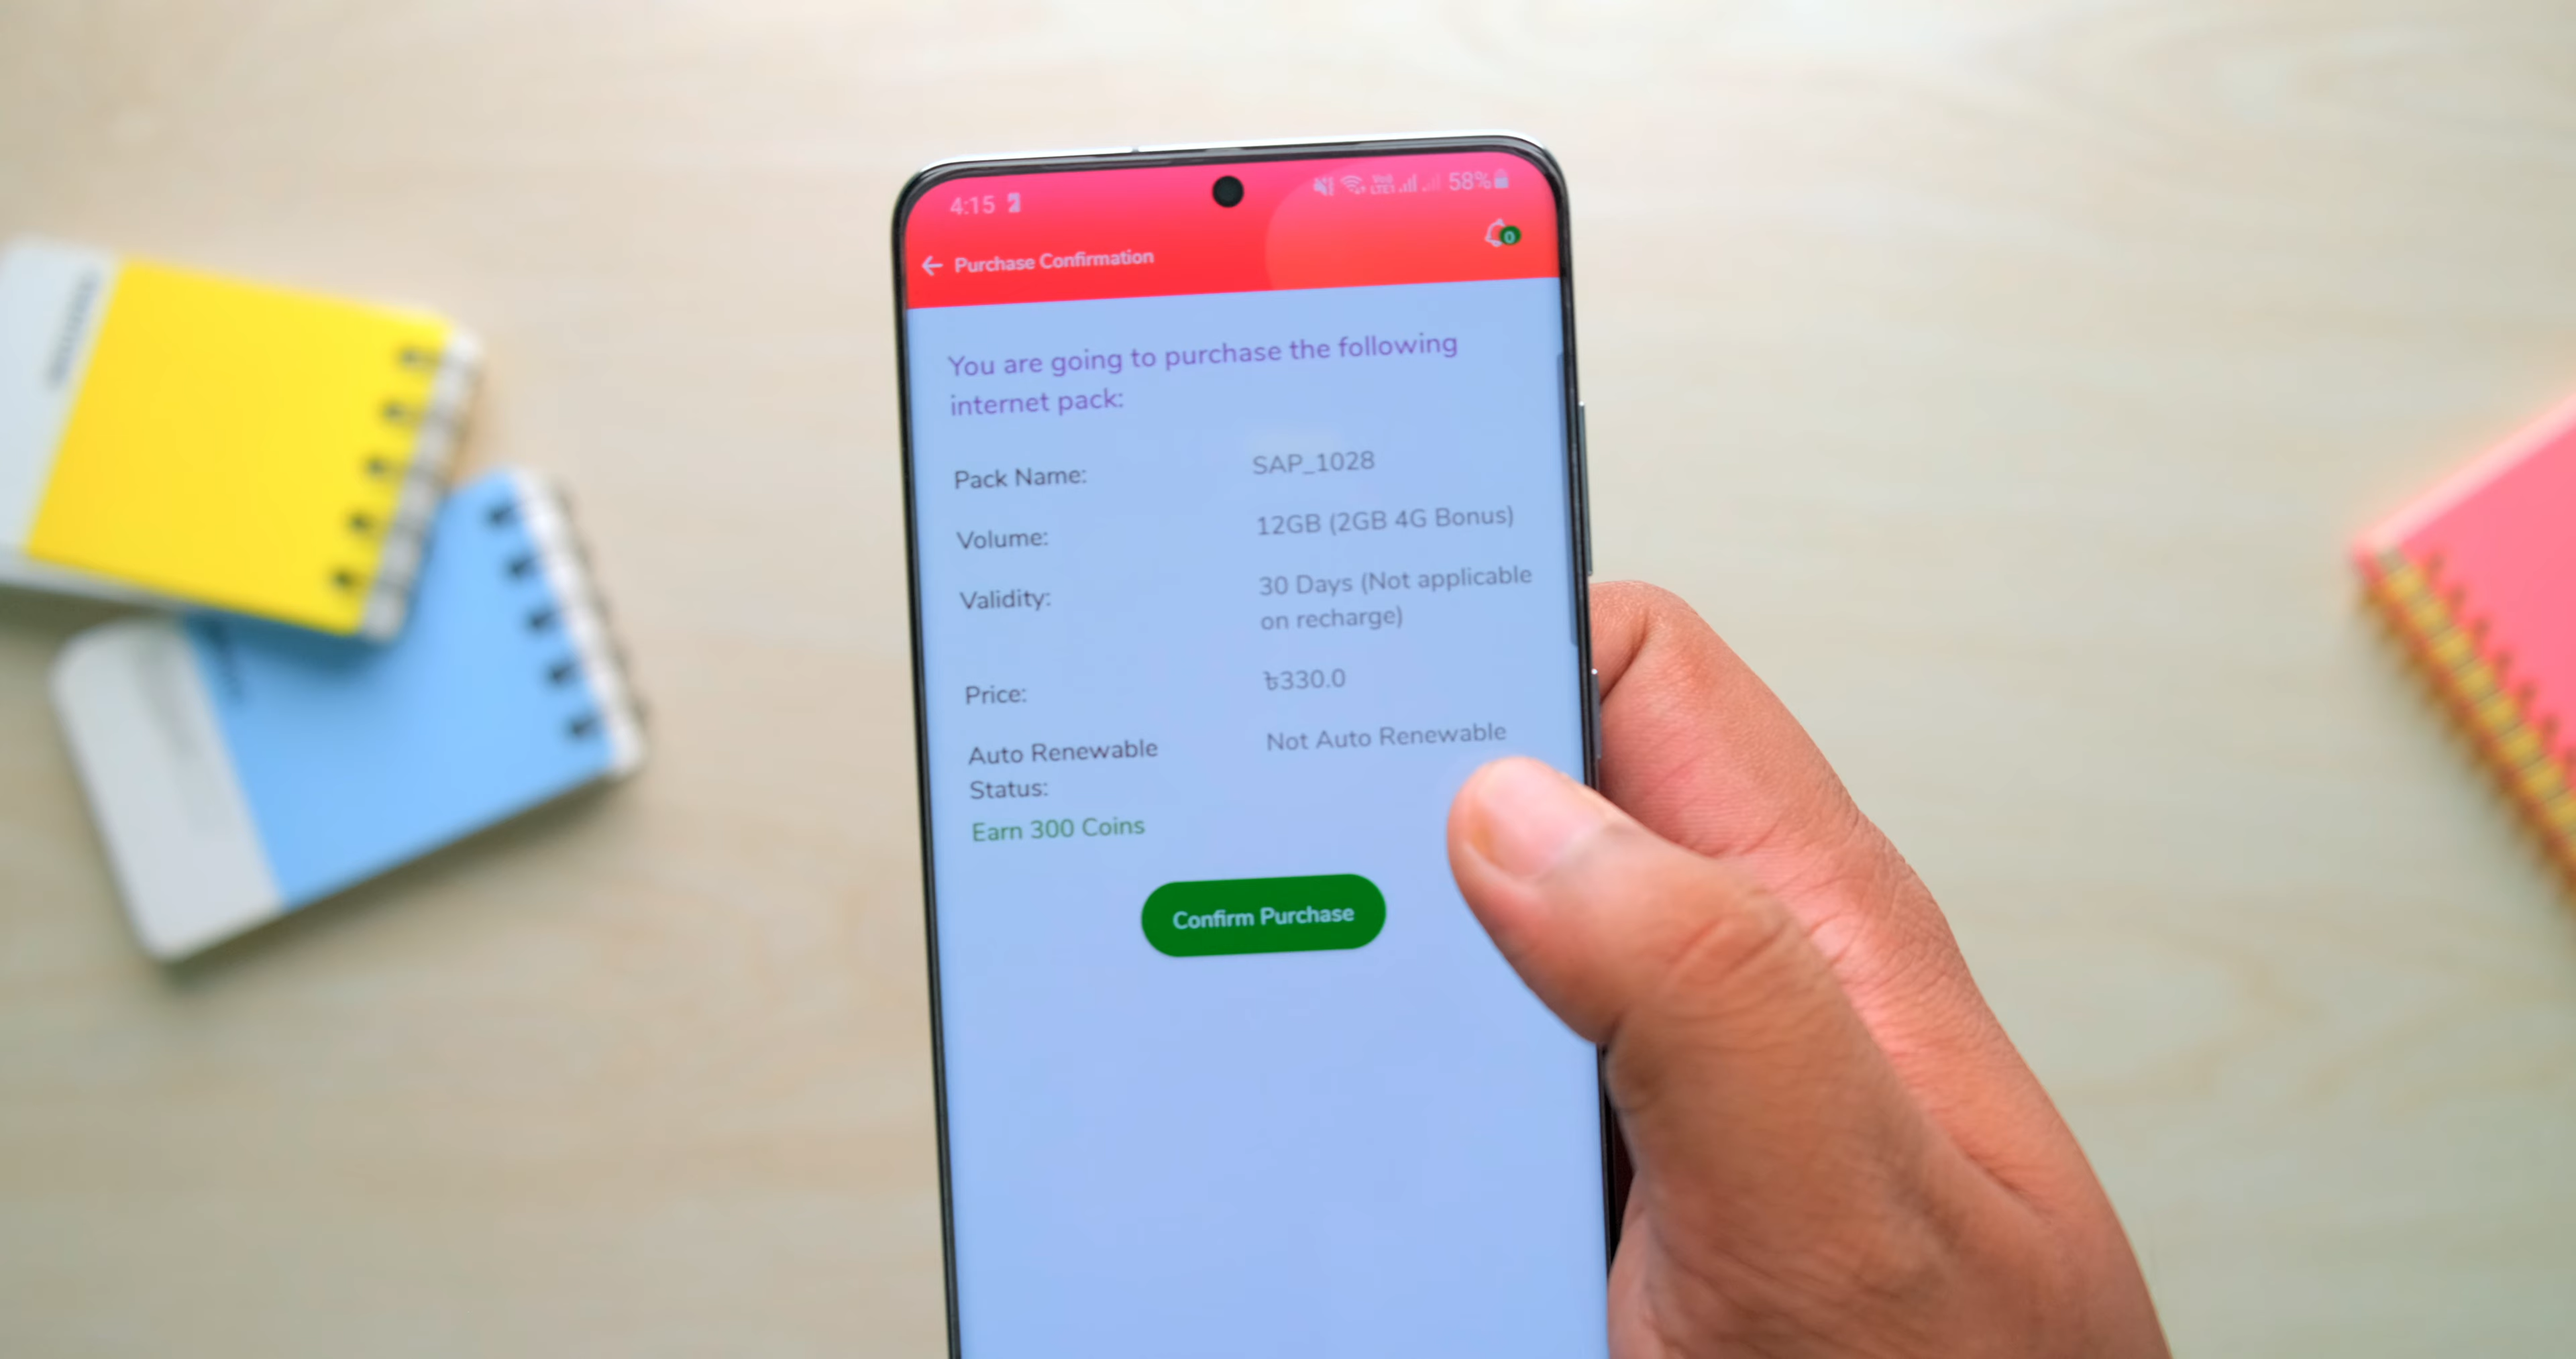 4:15
58%
Purchase Confirmation
0
You are going to purchase the following
internet pack:
Pack Name: SAP_1028
Volume: 12GB (2GB 4G Bonus)
Validity: 30 Days (Not applicable
on recharge)
Price: ৳330.0
Auto Renewable Not Auto Renewable
Status:
Earn 300 Coins
Confirm Purchase